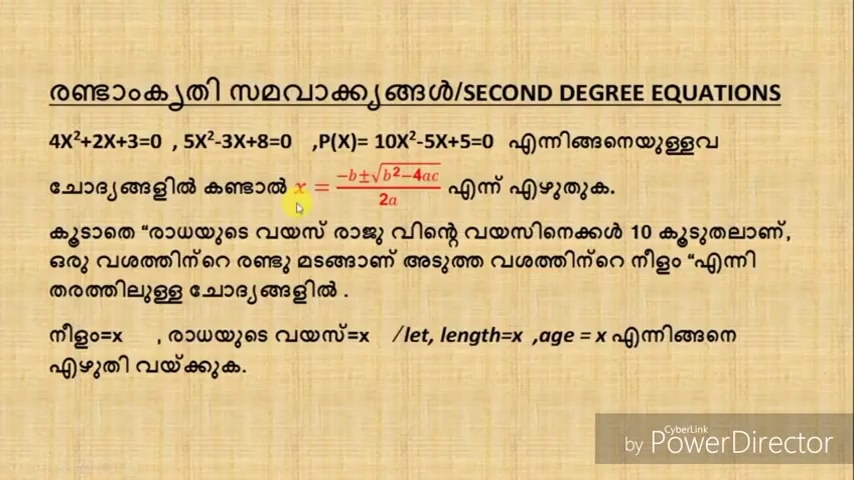 രണ്ടാംകൃതി സമവാക്യങ്ങൾ/SECOND DEGREE EQUATIONS
4X²+2X+3=0 , 5X²-3X+8=0 ,P(X)= 10X²-5X+5=0 എന്നിങ്ങനെയുള്ളവ
ചോദ്യങ്ങളിൽ കണ്ടാൽ x = \frac{-b±\sqrt{b²-4ac}}{2a} എന്ന് എഴുതുക.
കൂടാതെ “രാധയുടെ വയസ് രാജു വിന്റെ വയസിനെക്കൾ 10 കൂടുതലാണ്,
ഒരു വശത്തിന്റെ രണ്ടു മടങ്ങാണ് അടുത്ത വശത്തിന്റെ നീളം “എന്നി
തരത്തിലുള്ള ചോദ്യങ്ങളിൽ .
നീളം=x , രാധയുടെ വയസ്=x /let, length=x ,age = x എന്നിങ്ങനെ
എഴുതി വയ്ക്കുക.
CyberLink
by PowerDirector